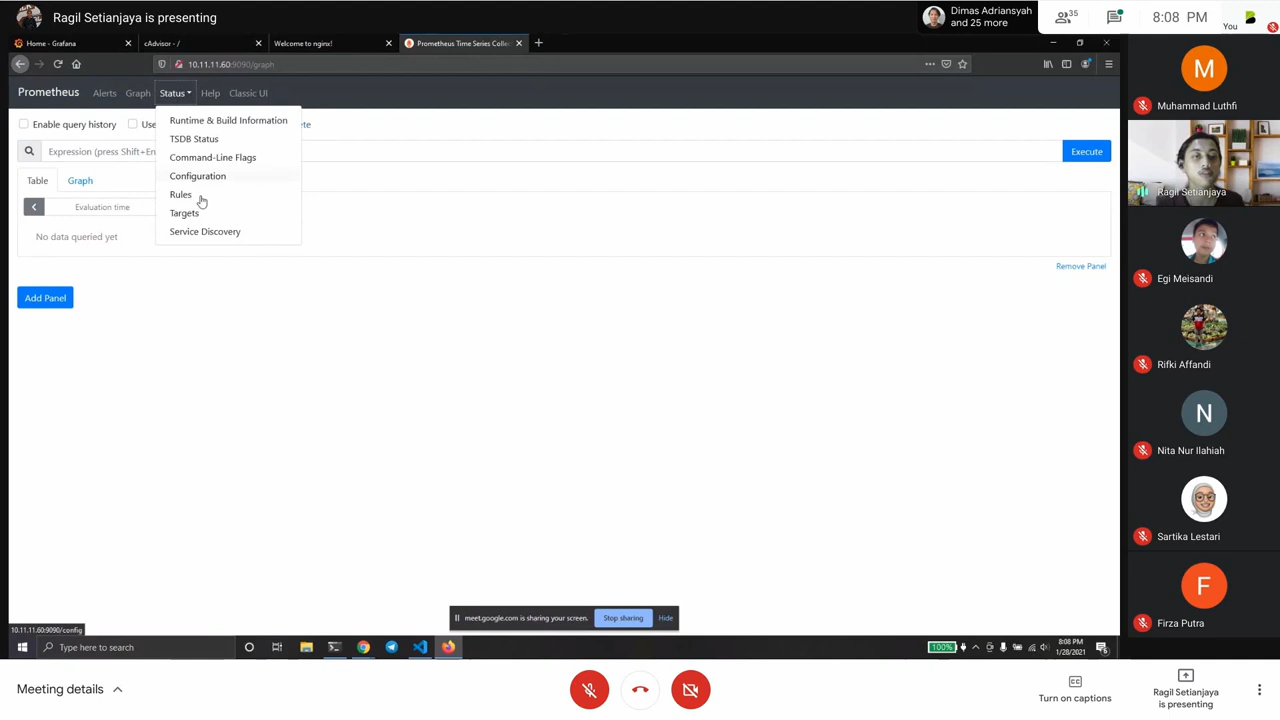 Ragil Setianjaya is presenting
Dimas Adriansyah
and 25 more
35
8:08 PM
You
Home - Grafana
cAdvisor - /
Welcome to nginx!
Prometheus Time Series Collec
10.11.11.60:9090/graph
Prometheus
Alerts
Graph
Status
Help
Classic UI
Enable query history
Use
ete
Runtime & Build Information
TSDB Status
Command-Line Flags
Configuration
Rules
Targets
Service Discovery
Expression (press Shift+En
Execute
Table
Graph
Evaluation time
No data queried yet
Remove Panel
Add Panel
meet.google.com is sharing your screen.
Stop sharing
Hide
10.11.11.60:9090/config
Type here to search
100%
8:08 PM
1/28/2021
M
Muhammad Luthfi
Ragil Setianjaya
Egi Meisandi
Rifki Affandi
N
Nita Nur Ilahiah
Sartika Lestari
F
Firza Putra
Meeting details
Turn on captions
Ragil Setianjaya
is presenting